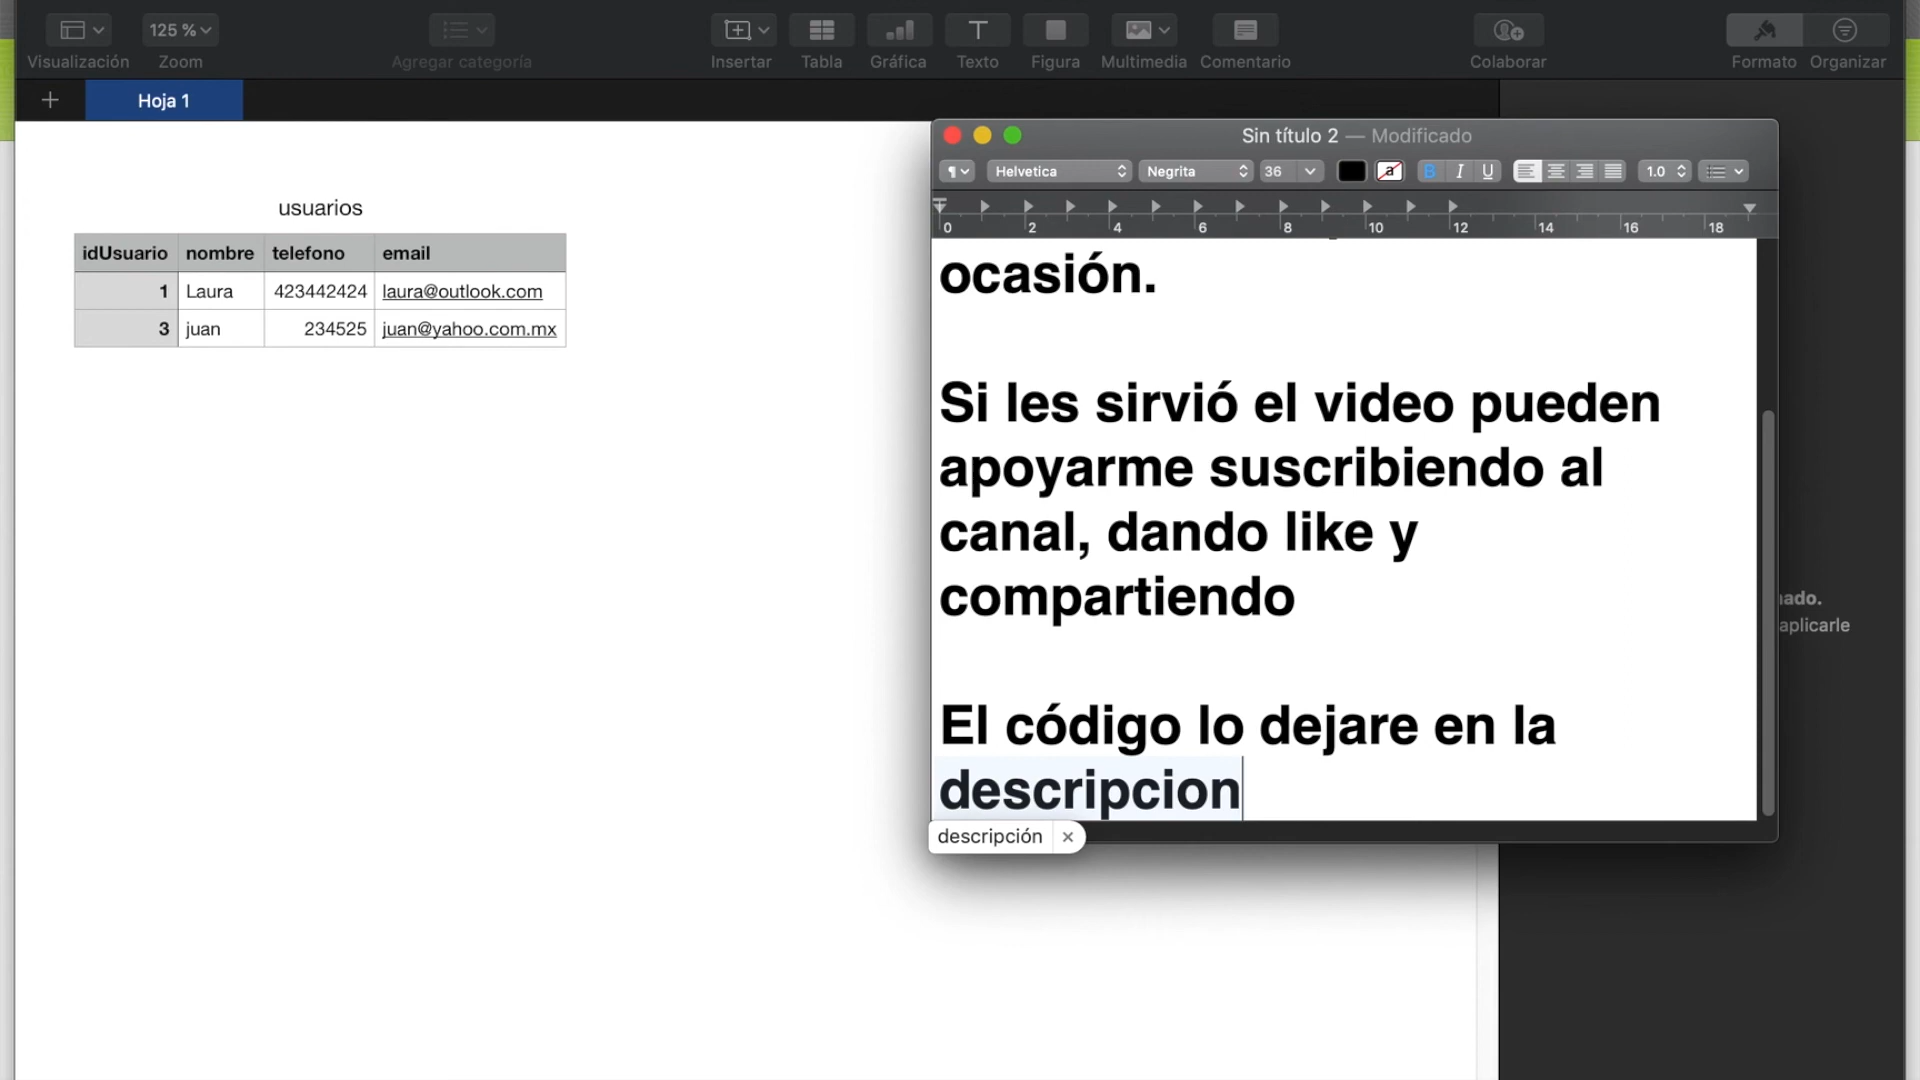 125 %
Visualización Zoom Agregar categoría Insertar Tabla Gráfica Texto Figura Multimedia Comentario Colaborar Formato Organizar
Hoja 1
usuarios
idUsuario nombre telefono email
1 Laura 423442424 laura@outlook.com
3 juan 234525 juan@yahoo.com.mx
Sin título 2 — Modificado
¶ Helvetica Negrita 36 a B I U 1.0
0 2 4 6 8 10 12 14 16 18
ocasión.
Si les sirvió el video pueden
apoyarme suscribiendo al
canal, dando like y
compartiendo
El código lo dejare en la
descripcion
descripción ×
aplicarle